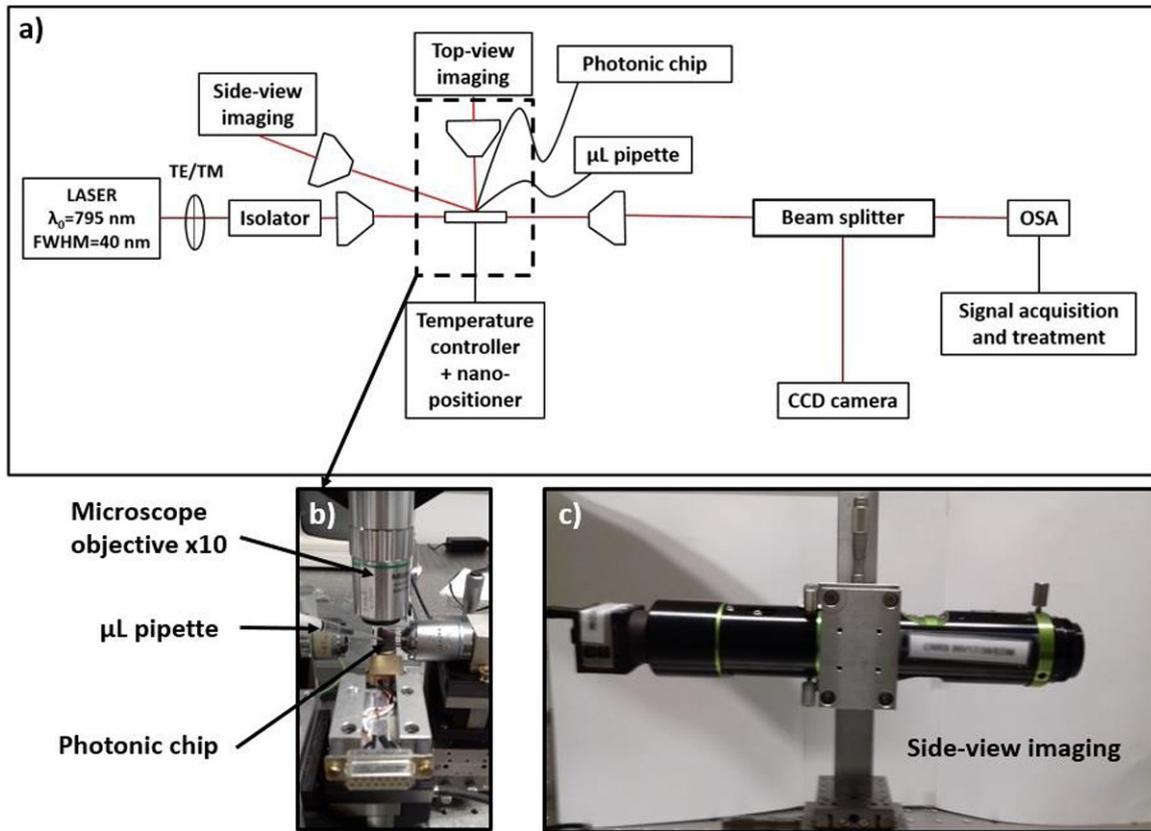 a)
Top-view
imaging
Photonic chip
Side-view
imaging
µL pipette
TE/TM
LASER
λ₀=795 nm
FWHM=40 nm
Isolator
Beam splitter
OSA
Temperature
controller
+ nano-
positioner
Signal acquisition
and treatment
CCD camera
Microscope
objective x10
µL pipette
Photonic chip
b)
c)
Side-view imaging